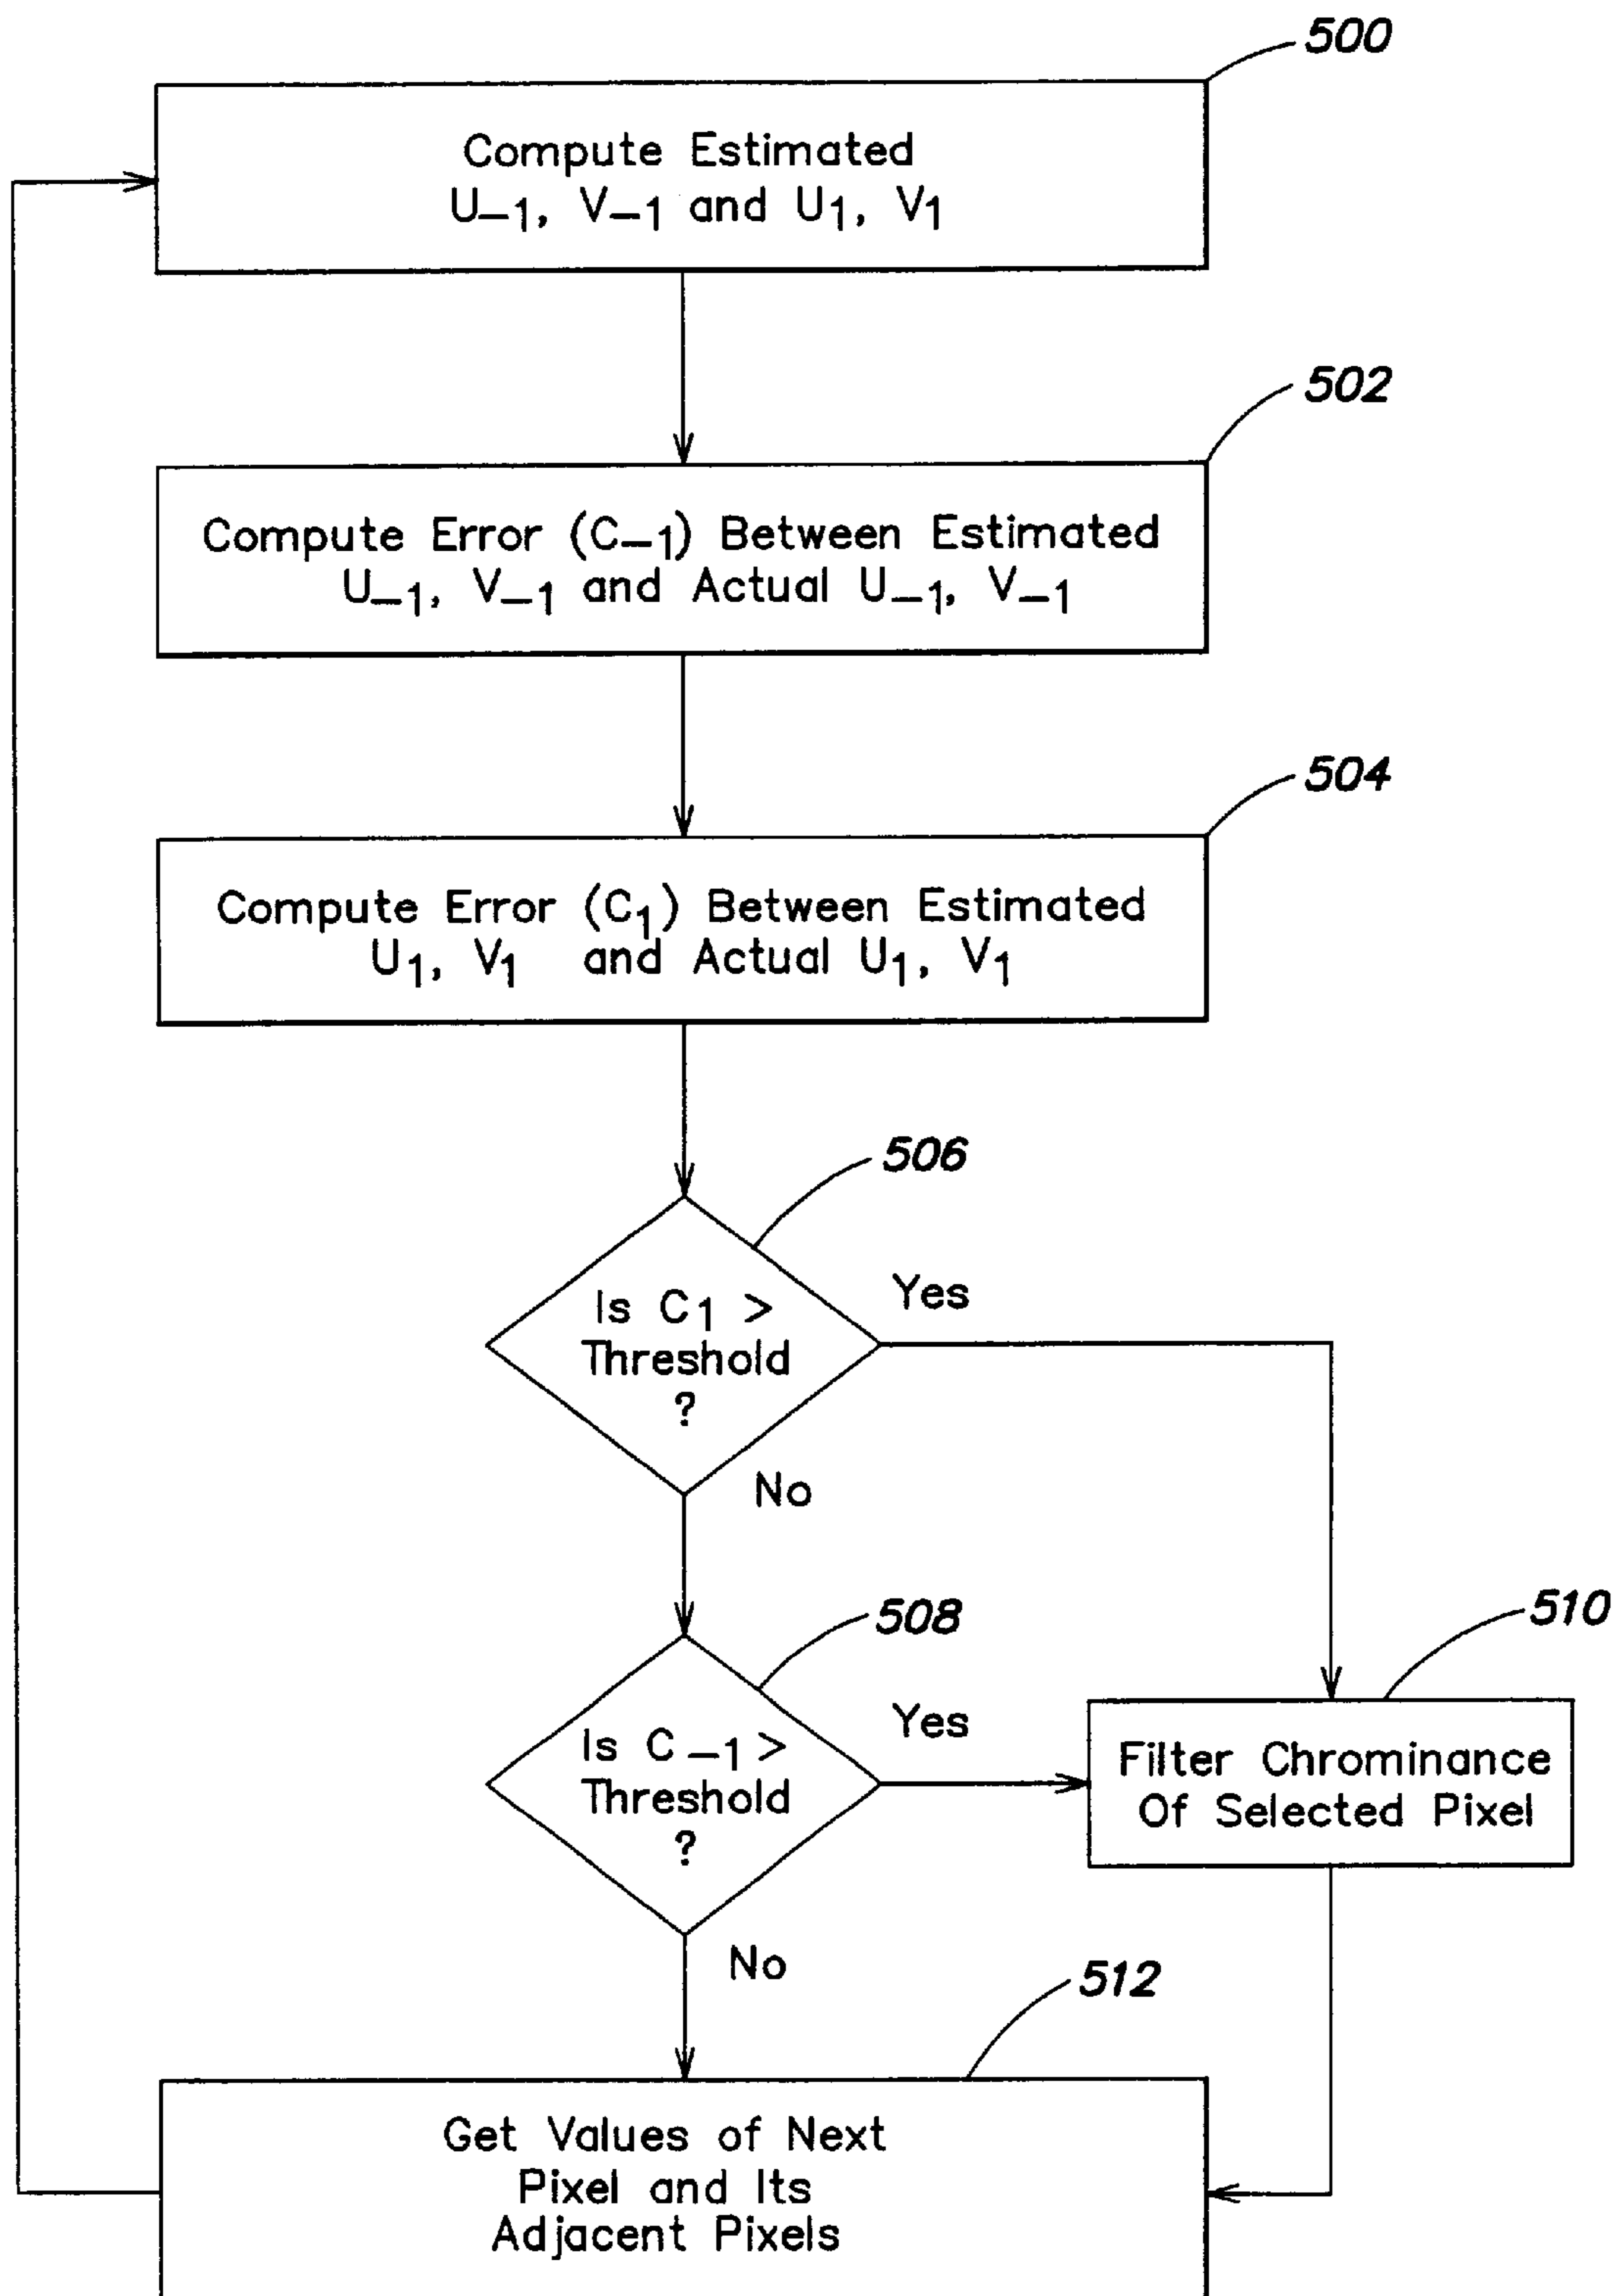 500
Compute Estimated
U−1, V−1 and U1, V1
502
Compute Error (C−1) Between Estimated
U−1, V−1 and Actual U−1, V−1
504
Compute Error (C1) Between Estimated
U1, V1 and Actual U1, V1
506
Is C1 >
Threshold
?
Yes
No
508
Is C−1 >
Threshold
?
Yes
No
510
Filter Chrominance
Of Selected Pixel
512
Get Values of Next
Pixel and Its
Adjacent Pixels